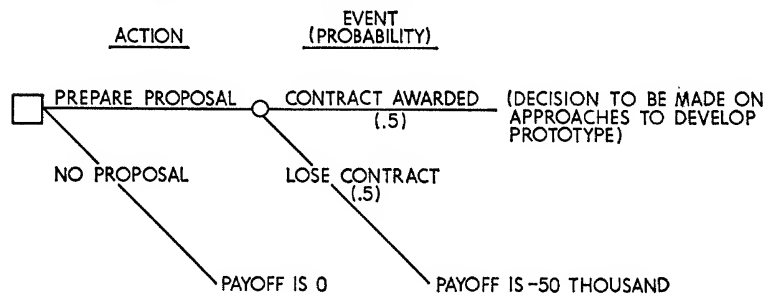 ACTION
EVENT
(PROBABILITY)
PREPARE PROPOSAL
CONTRACT AWARDED
(.5)
(DECISION TO BE MADE ON
APPROACHES TO DEVELOP
PROTOTYPE)
NO PROPOSAL
LOSE CONTRACT
(.5)
PAYOFF IS 0
PAYOFF IS -50 THOUSAND